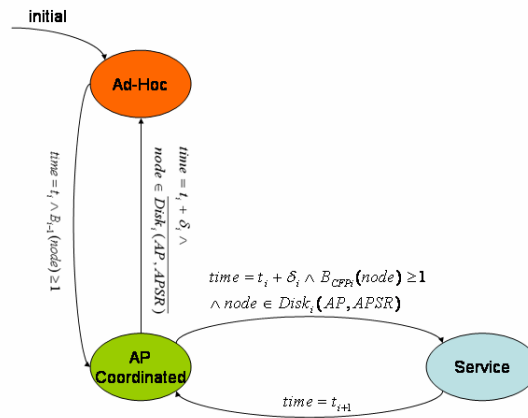 initial
Ad-Hoc
time = t_i ∧ B_{i-1}(node) ≥ 1
time = t_i + δ_i ∧
node ∈ \overline{Disk_i(AP, APSR)}
time = t_i + δ_i ∧ B_{CFPi}(node) ≥ 1
∧ node ∈ Disk_i(AP, APSR)
AP
Coordinated
Service
time = t_{i+1}